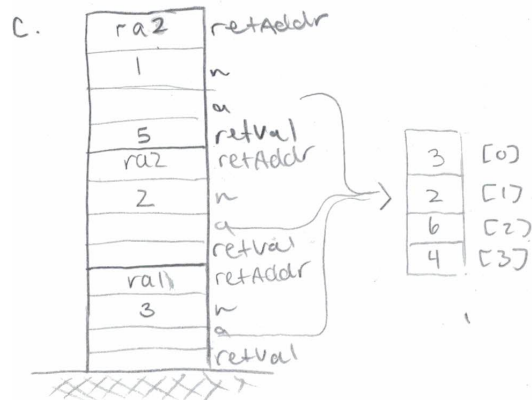 C.
ra2 retAddr
1 n
a
5 retVal
ra2 retAddr
2 n
a
retVal
ra1 retAddr
3 n
a
retVal
3 [0]
2 [1]
6 [2]
4 [3]